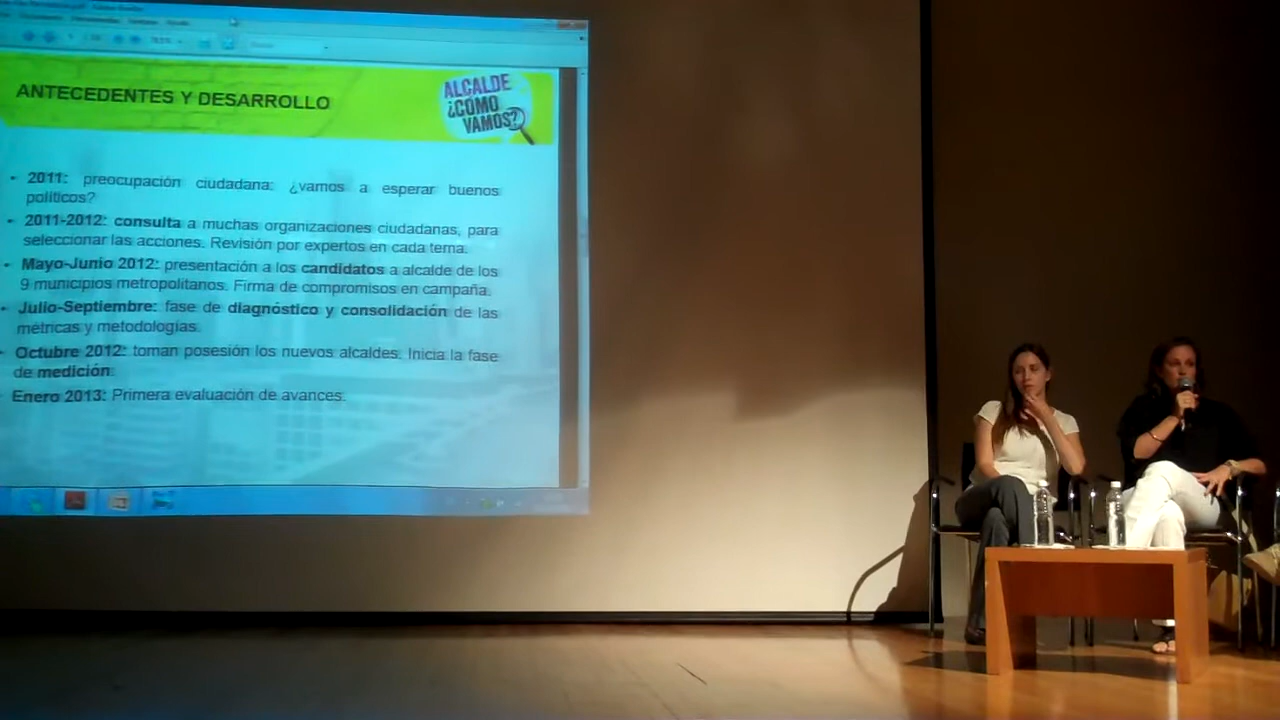 ANTECEDENTES Y DESARROLLO
ALCALDE
¿CÓMO
VAMOS?
• 2011: preocupación ciudadana: ¿vamos a esperar buenos
políticos?
• 2011-2012: consulta a muchas organizaciones ciudadanas, para
seleccionar las acciones. Revisión por expertos en cada tema.
• Mayo-Junio 2012: presentación a los candidatos a alcalde de los
9 municipios metropolitanos. Firma de compromisos en campaña.
• Julio-Septiembre: fase de diagnóstico y consolidación de las
métricas y metodologías.
• Octubre 2012: toman posesión los nuevos alcaldes. Inicia la fase
de medición.
• Enero 2013: Primera evaluación de avances.